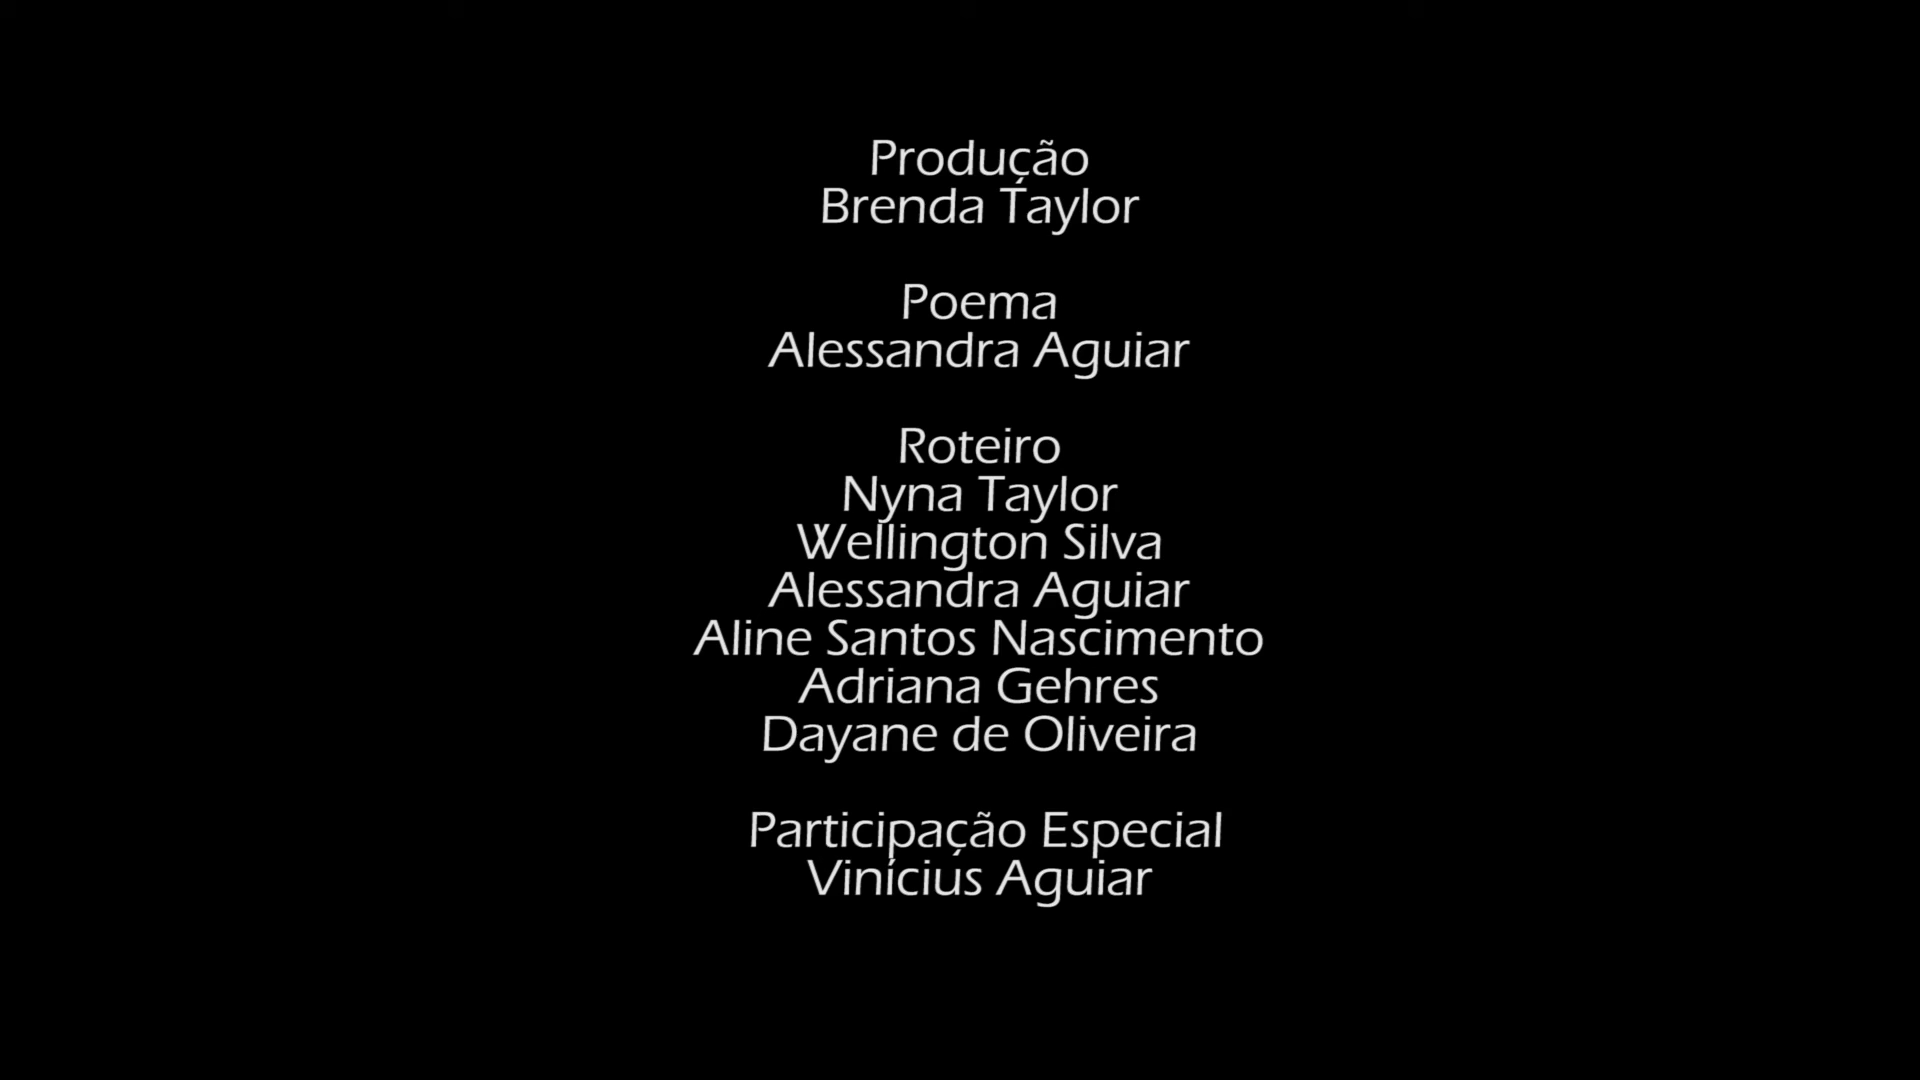 Produção
Brenda Taylor
Poema
Alessandra Aguiar
Roteiro
Nyna Taylor
Wellington Silva
Alessandra Aguiar
Aline Santos Nascimento
Adriana Gehres
Dayane de Oliveira
Participação Especial
Vinícius Aguiar